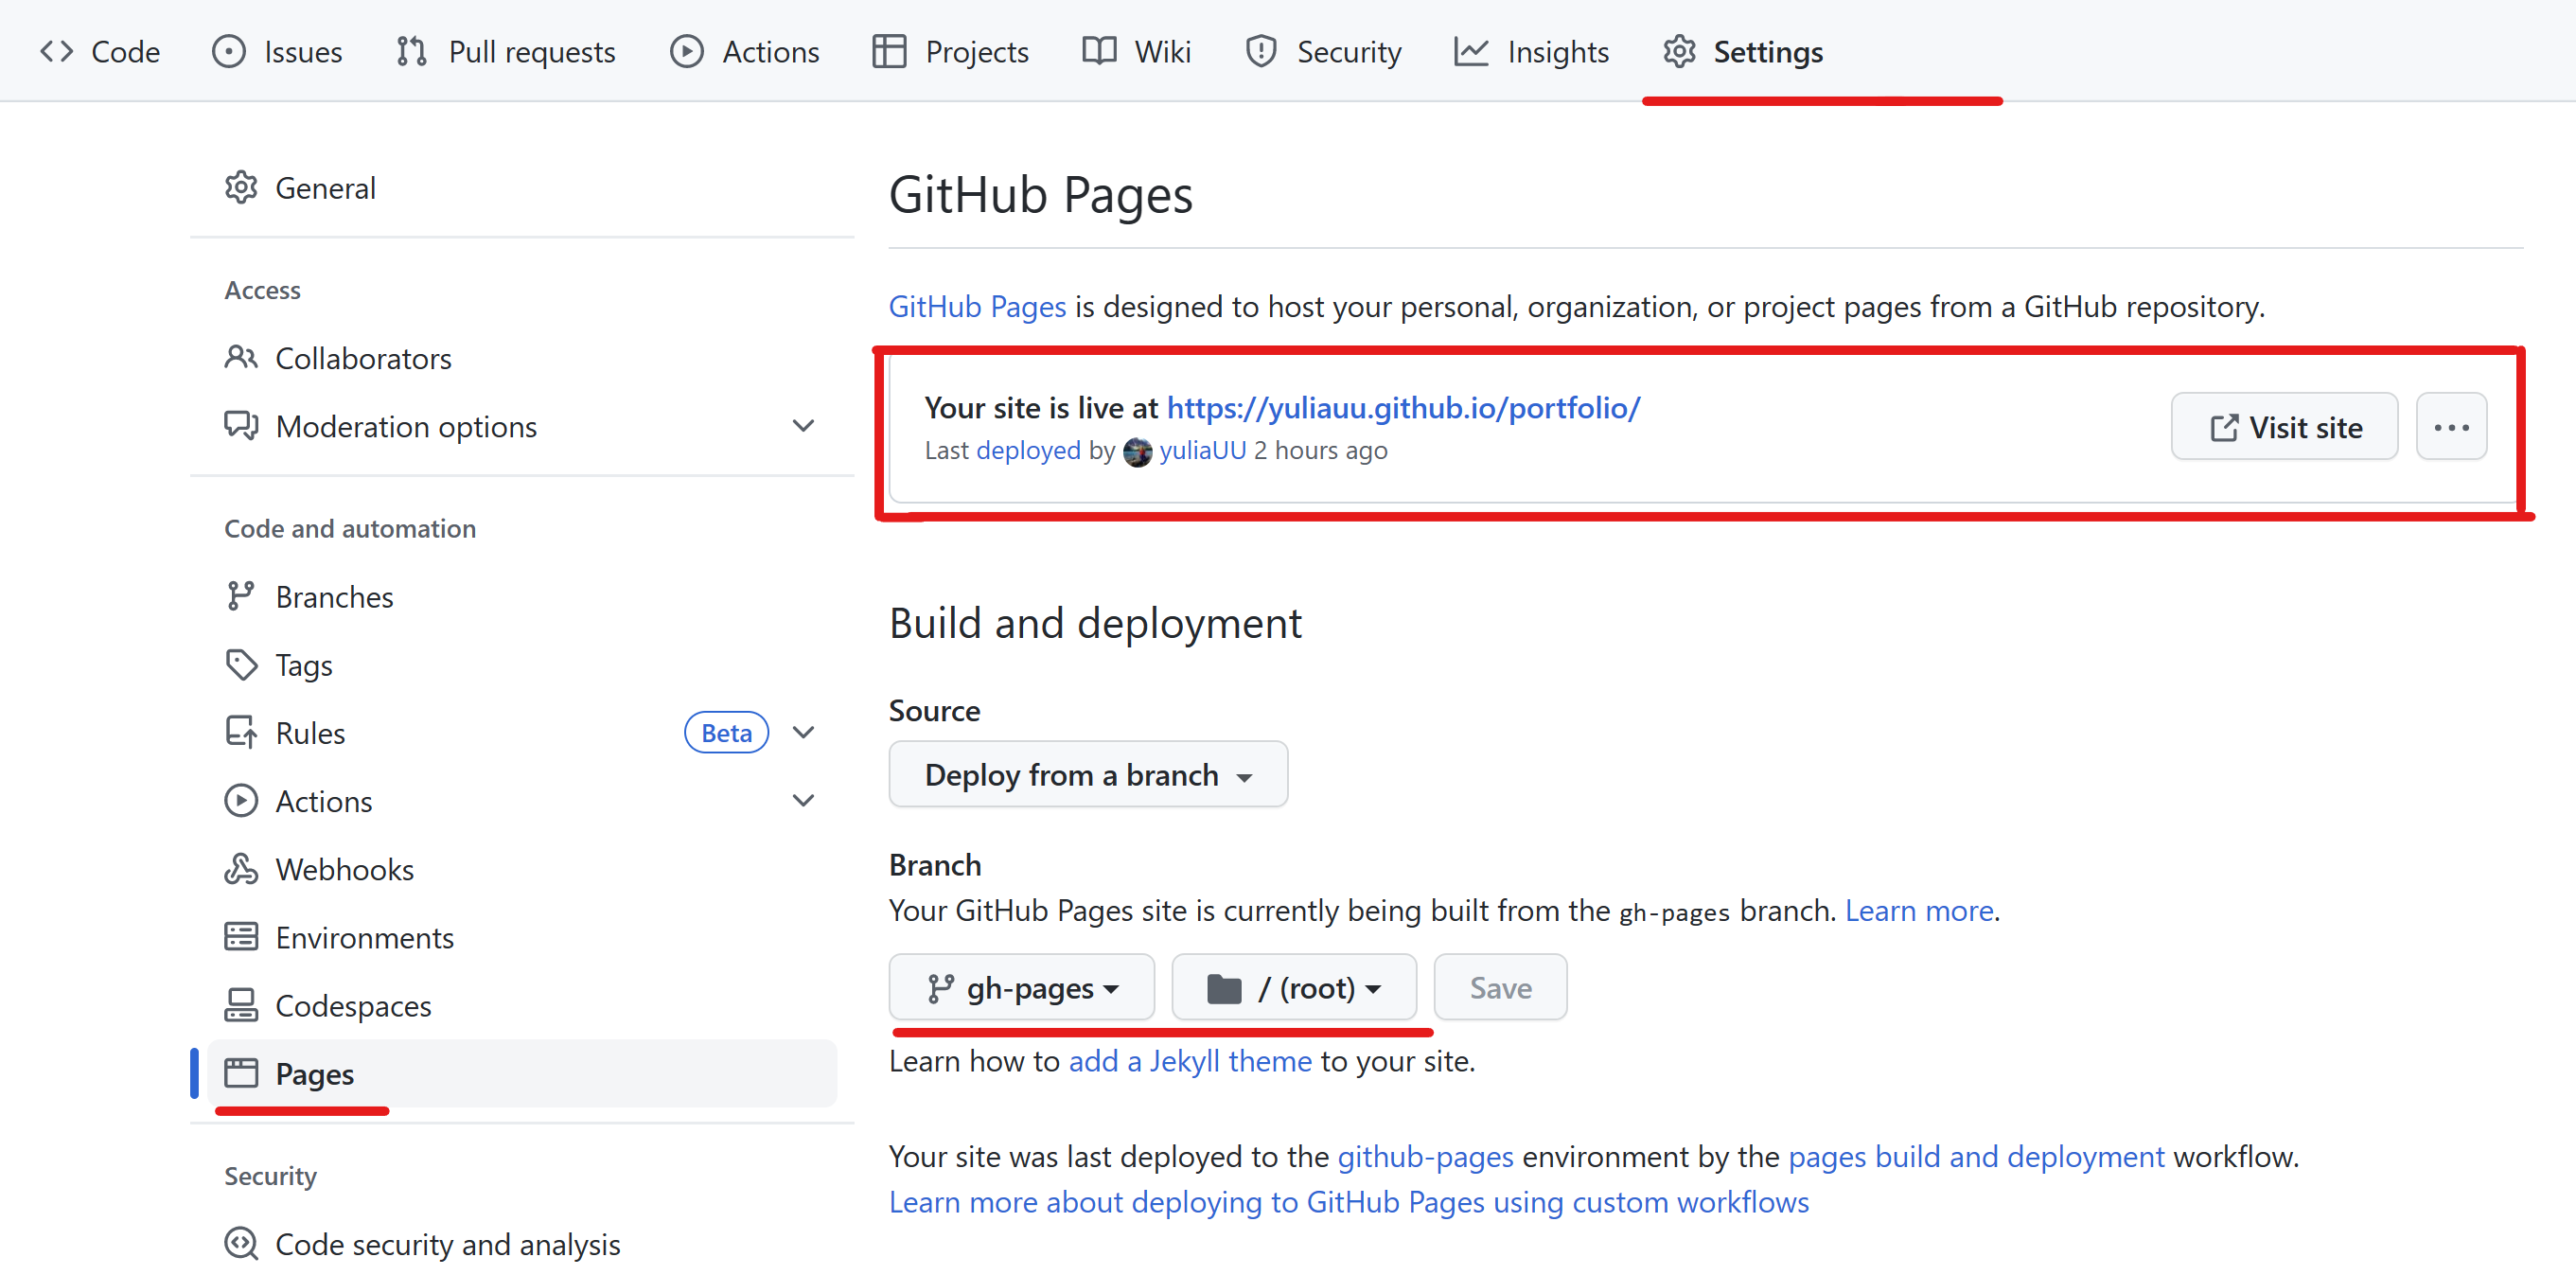 Code Issues Pull requests Actions Projects Wiki Security Insights Settings
General
Access
Collaborators
Moderation options
Code and automation
Branches
Tags
Rules Beta
Actions
Webhooks
Environments
Codespaces
Pages
Security
Code security and analysis
GitHub Pages
GitHub Pages is designed to host your personal, organization, or project pages from a GitHub repository.
Your site is live at https://yuliauu.github.io/portfolio/
Last deployed by yuliaUU 2 hours ago
Visit site
Build and deployment
Source
Deploy from a branch
Branch
Your GitHub Pages site is currently being built from the gh-pages branch. Learn more.
gh-pages / (root) Save
Learn how to add a Jekyll theme to your site.
Your site was last deployed to the github-pages environment by the pages build and deployment workflow.
Learn more about deploying to GitHub Pages using custom workflows